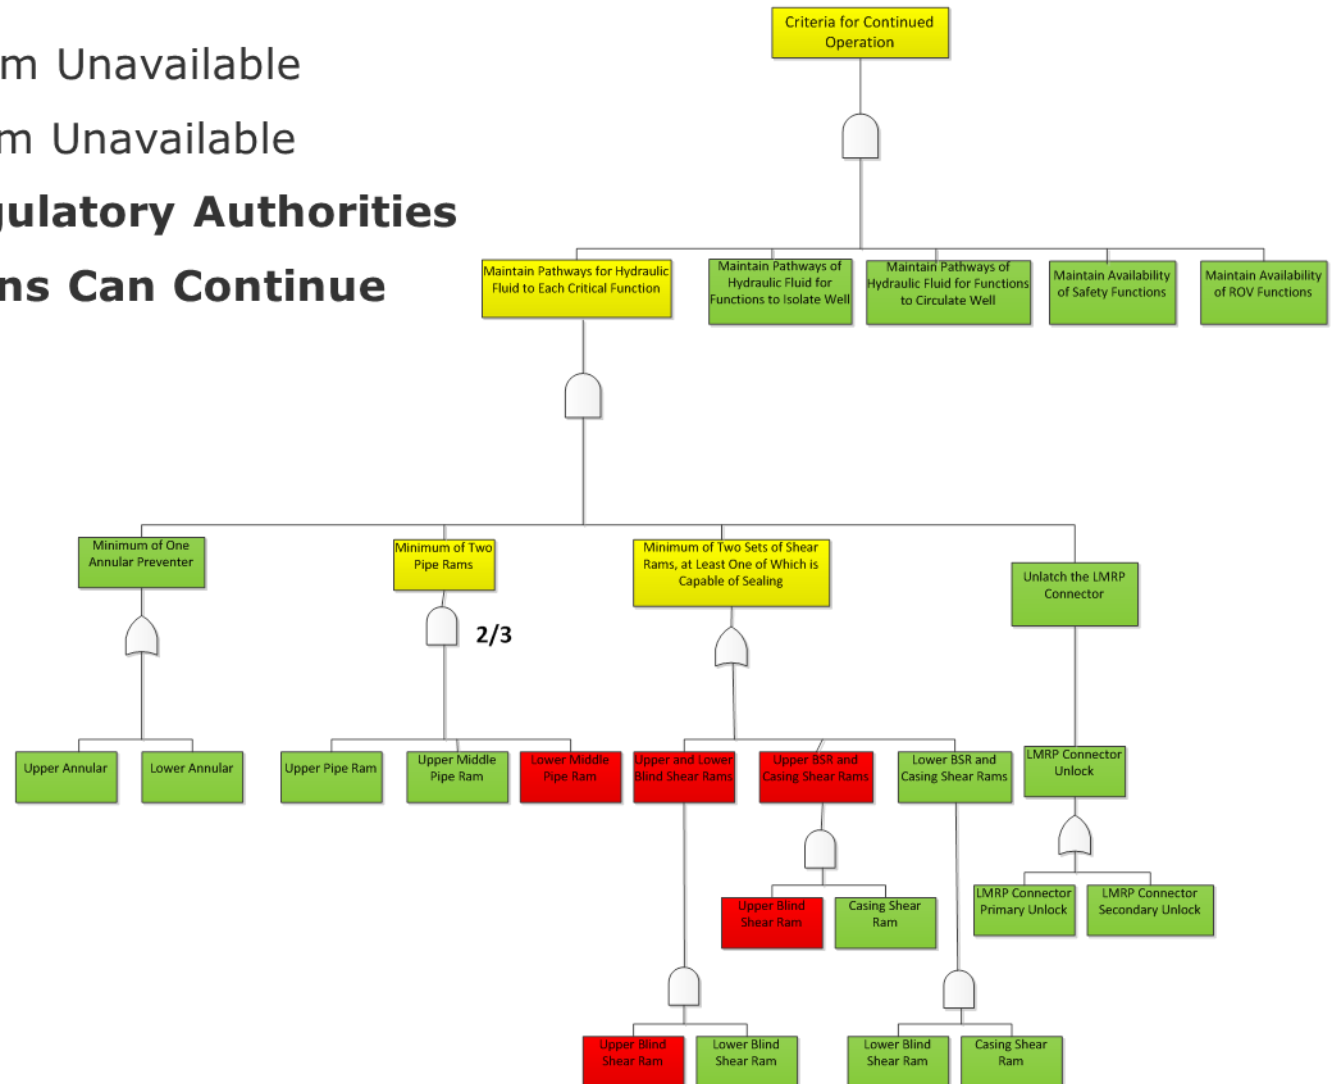 m Unavailable
m Unavailable
gulatory Authorities
ns Can Continue
Criteria for Continued
Operation
Maintain Pathways for Hydraulic
Fluid to Each Critical Function
Maintain Pathways of
Hydraulic Fluid for
Functions to Isolate Well
Maintain Pathways of
Hydraulic Fluid for Functions
to Circulate Well
Maintain Availability
of Safety Functions
Maintain Availability
of ROV Functions
Minimum of One
Annular Preventer
Minimum of Two
Pipe Rams
Minimum of Two Sets of Shear
Rams, at Least One of Which is
Capable of Sealing
Unlatch the LMRP
Connector
2/3
Upper Annular
Lower Annular
Upper Pipe Ram
Upper Middle
Pipe Ram
Lower Middle
Pipe Ram
Upper and Lower
Blind Shear Rams
Upper BSR and
Casing Shear Rams
Lower BSR and
Casing Shear Rams
LMRP Connector
Unlock
Upper Blind
Shear Ram
Casing Shear
Ram
LMRP Connector
Primary Unlock
LMRP Connector
Secondary Unlock
Upper Blind
Shear Ram
Lower Blind
Shear Ram
Lower Blind
Shear Ram
Casing Shear
Ram